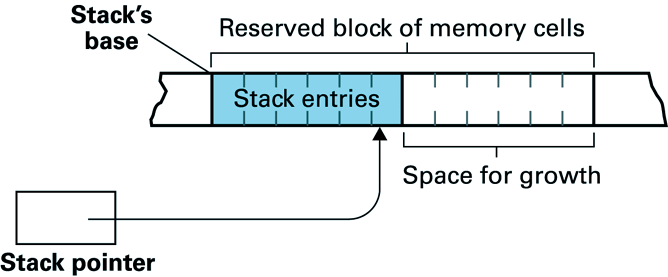 Stack's
base
Reserved block of memory cells
Stack entries
Space for growth
Stack pointer